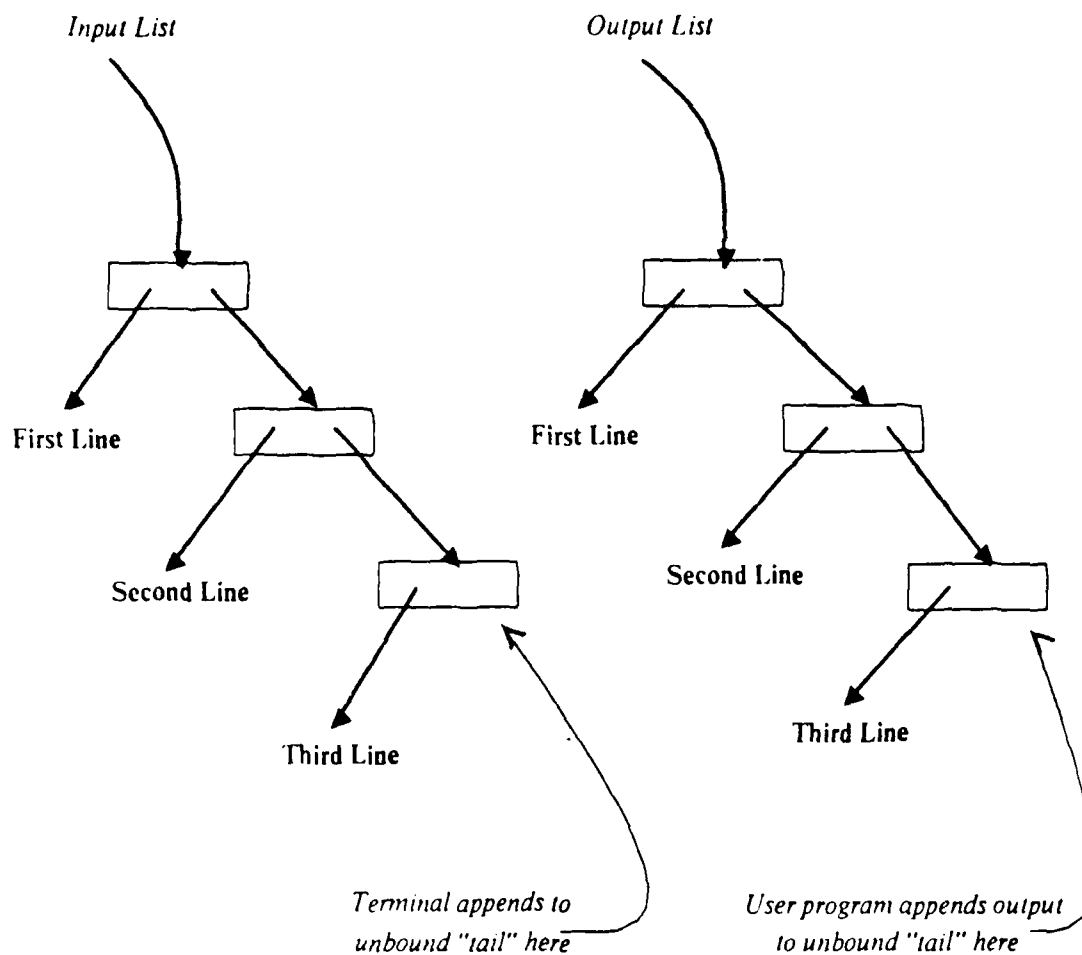 Input List
Output List
First Line
First Line
Second Line
Second Line
Third Line
Third Line
Terminal appends to
unbound "tail" here
User program appends output
to unbound "tail" here